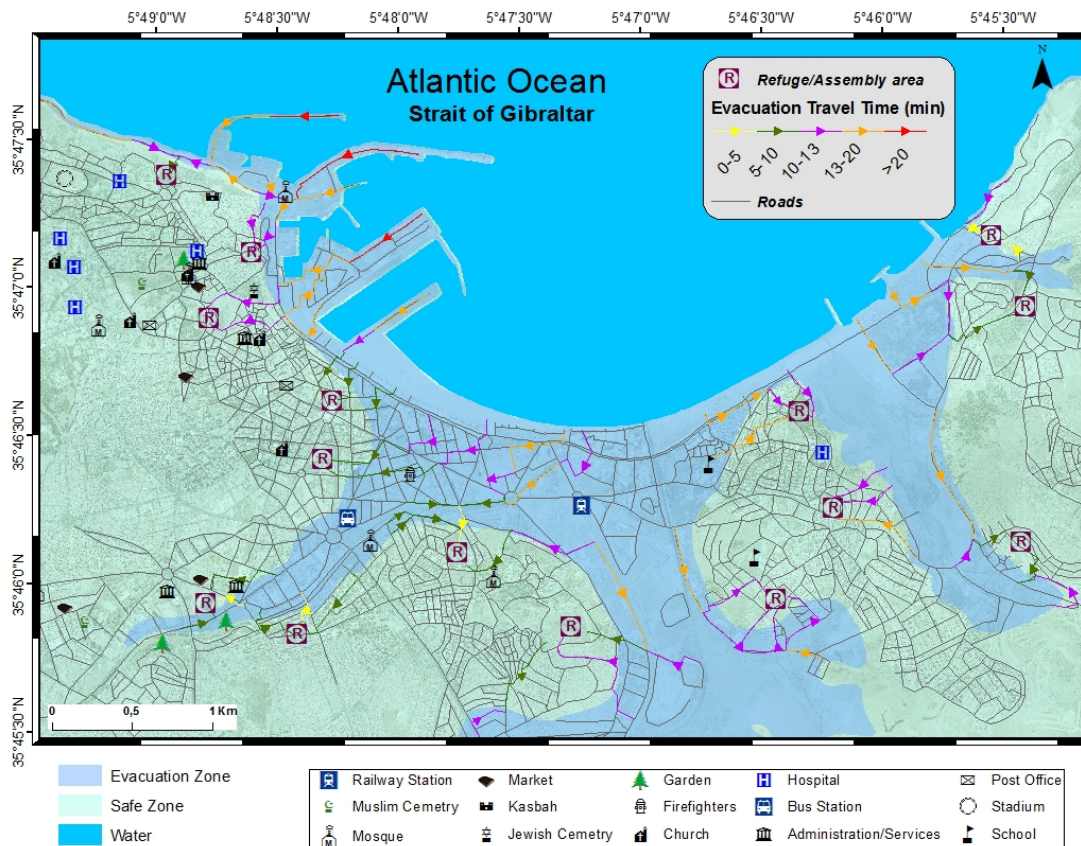 5°49'0"W 5°48'30"W 5°48'0"W 5°47'30"W 5°47'0"W 5°46'30"W 5°46'0"W 5°45'30"W
N
Atlantic Ocean
Strait of Gibraltar
Refuge/Assembly area
Evacuation Travel Time (min)
0-5 5-10 10-13 13-20 >20
Roads
35°47'30"N
35°47'0"N
35°46'30"N
35°46'0"N
35°45'30"N
0 0,5 1 Km
Evacuation Zone
Safe Zone
Water
Railway Station Market Garden Hospital Post Office
Muslim Cemetry Kasbah Firefighters Bus Station Stadium
Mosque Jewish Cemetry Church Administration/Services School